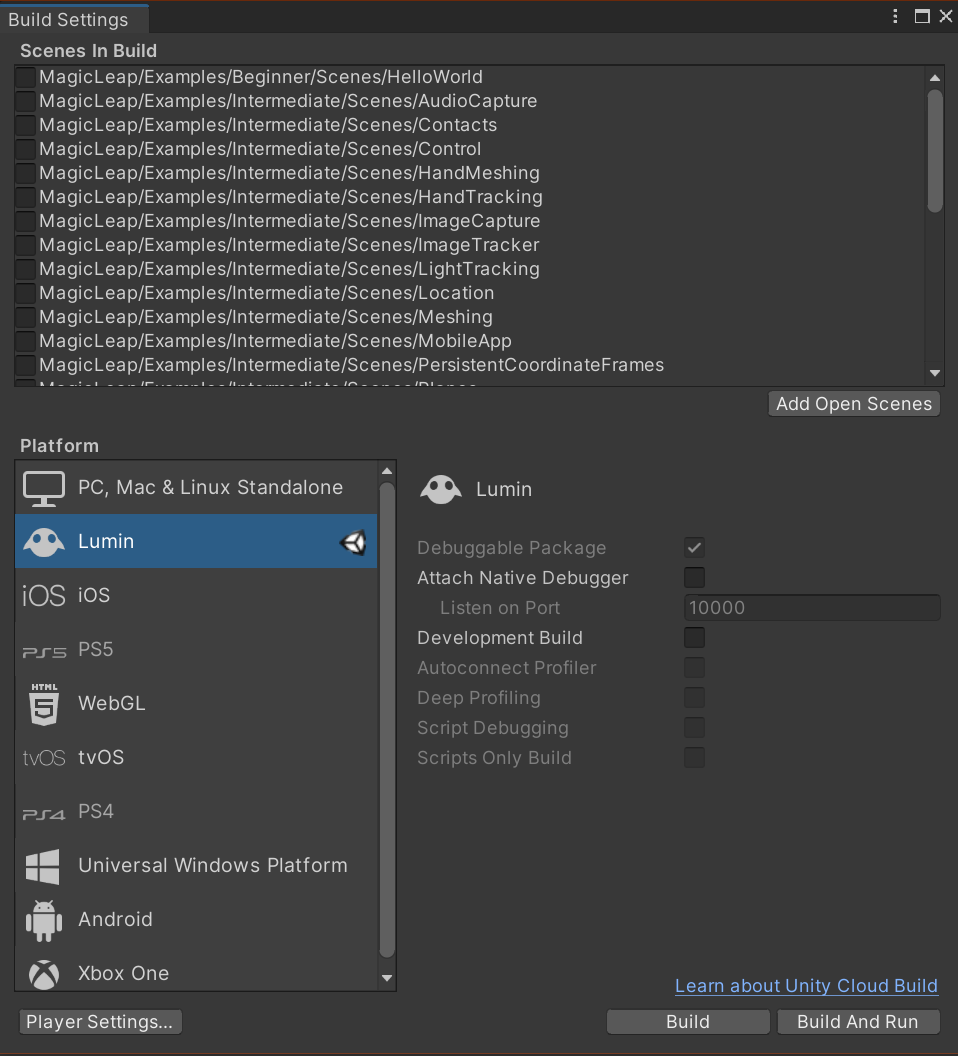 Build Settings
Scenes In Build
MagicLeap/Examples/Beginner/Scenes/HelloWorld
MagicLeap/Examples/Intermediate/Scenes/AudioCapture
MagicLeap/Examples/Intermediate/Scenes/Contacts
MagicLeap/Examples/Intermediate/Scenes/Control
MagicLeap/Examples/Intermediate/Scenes/HandMeshing
MagicLeap/Examples/Intermediate/Scenes/HandTracking
MagicLeap/Examples/Intermediate/Scenes/ImageCapture
MagicLeap/Examples/Intermediate/Scenes/ImageTracker
MagicLeap/Examples/Intermediate/Scenes/LightTracking
MagicLeap/Examples/Intermediate/Scenes/Location
MagicLeap/Examples/Intermediate/Scenes/Meshing
MagicLeap/Examples/Intermediate/Scenes/MobileApp
MagicLeap/Examples/Intermediate/Scenes/PersistentCoordinateFrames
MagicLeap/Examples/Intermediate/Scenes/Planes
Add Open Scenes
Platform
PC, Mac & Linux Standalone
Lumin
iOS iOS
PS5 PS5
HTML 5 WebGL
tvOS tvOS
PS4 PS4
Universal Windows Platform
Android
Xbox One
Lumin
Debuggable Package
Attach Native Debugger
Listen on Port 10000
Development Build
Autoconnect Profiler
Deep Profiling
Script Debugging
Scripts Only Build
Learn about Unity Cloud Build
Player Settings... Build Build And Run